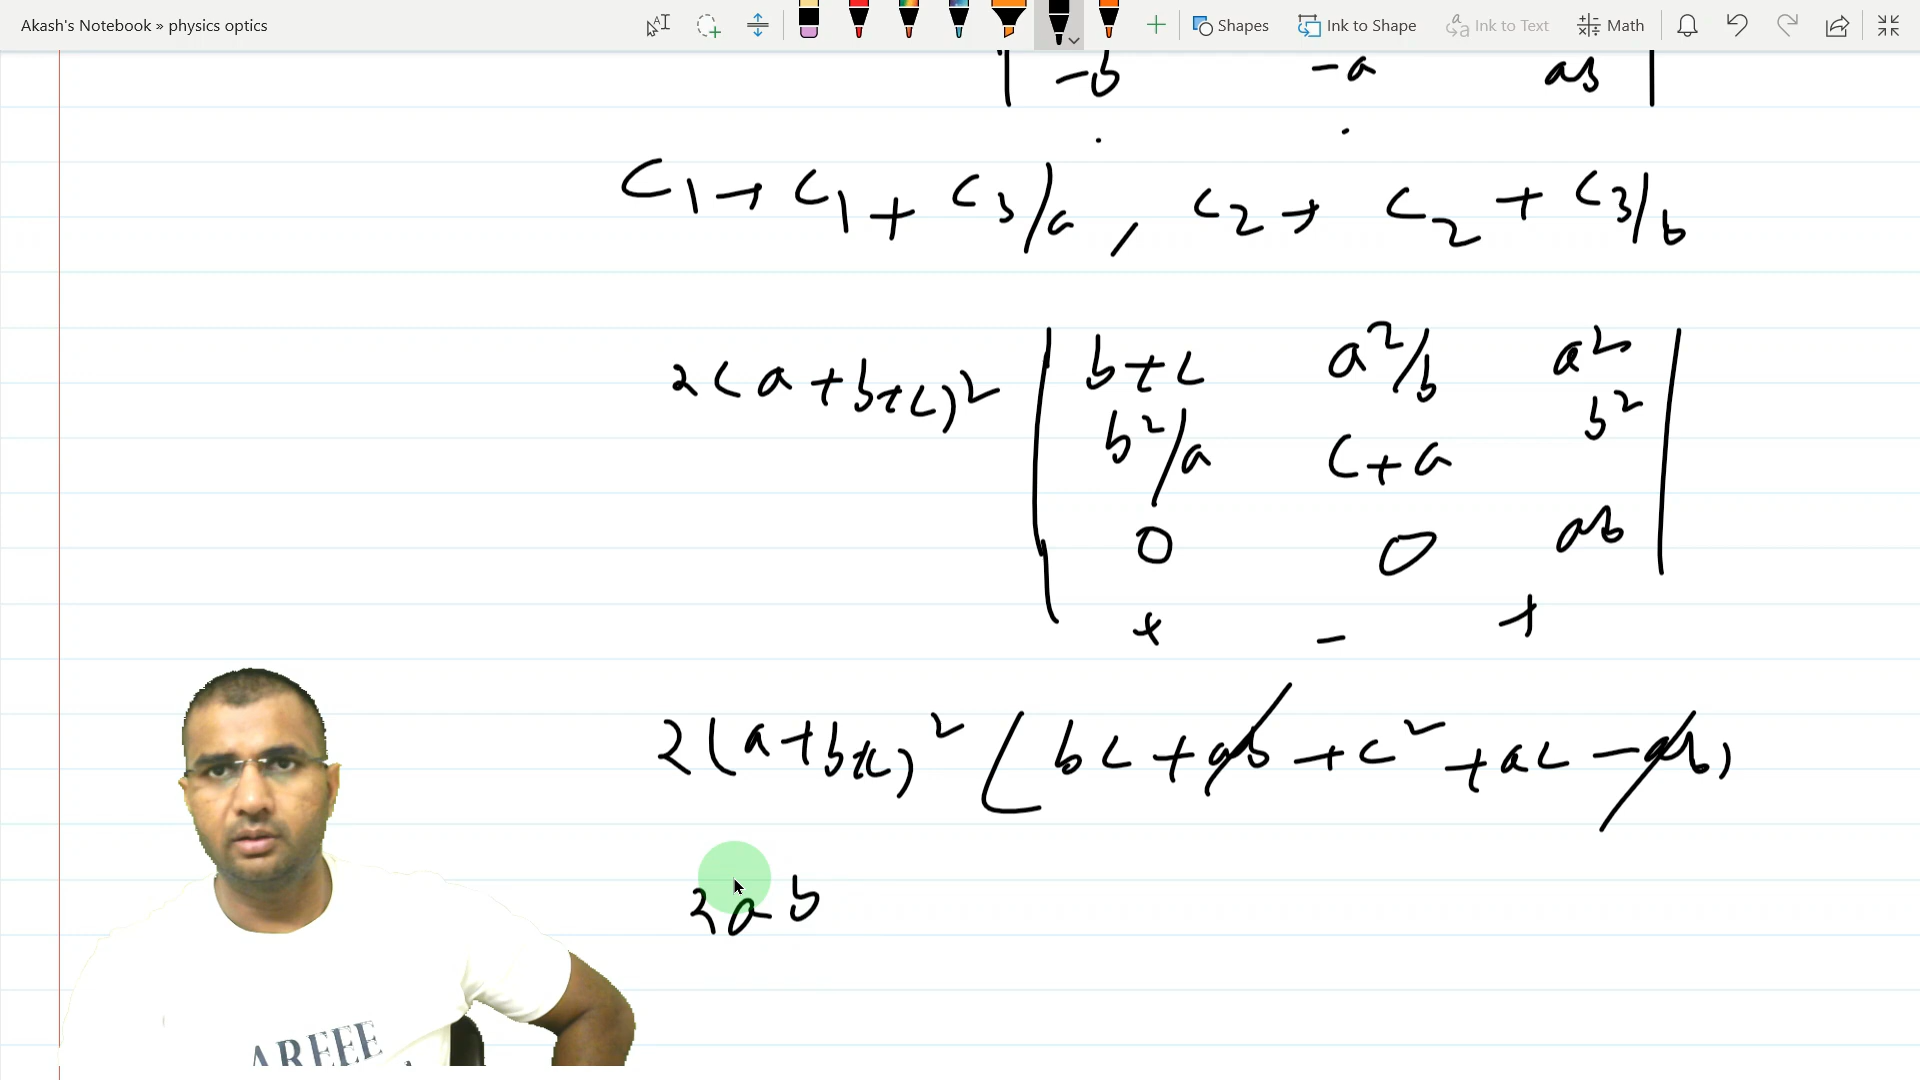 Akash's Notebook » physics optics
Shapes
Ink to Shape
Ink to Text
Math
| -b -a ab |
C1 → C1 + C3/a , C2 → C2 + C3/b
2(a+b+c)² | b+c a²/b a² |
b²/a c+a b²
0 0 ab
+ - +
2(a+b+c)² [ bc + ab + c² + ac - ab )
2ab
AREEE